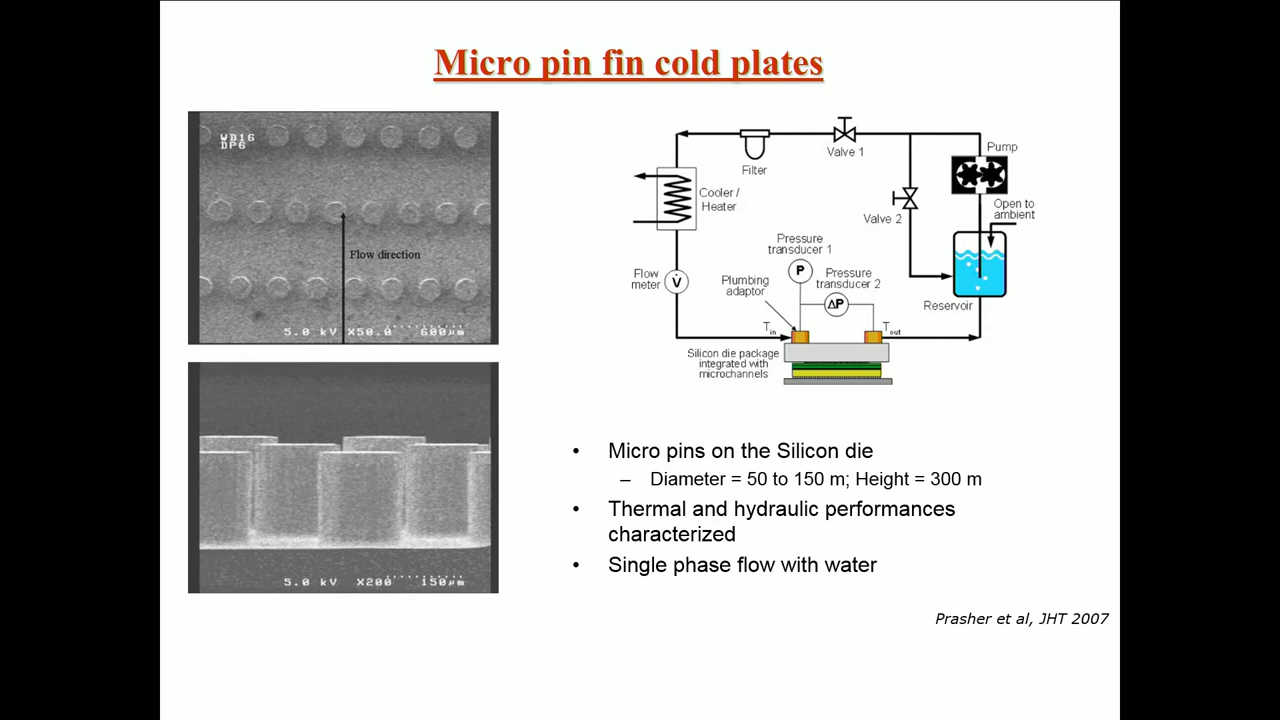 Micro pin fin cold plates
WD16
DP6
Flow direction
5.0 kV X50.0 600μm
5.0 kV X200 150μm
Filter
Valve 1
Pump
Cooler /
Heater
Valve 2
Open to
ambient
Pressure
transducer 1
P
Flow
meter
V̇
Plumbing
adaptor
Pressure
transducer 2
ΔP
Reservoir
Tin
Tout
Silicon die package
integrated with
microchannels
• Micro pins on the Silicon die
– Diameter = 50 to 150 m; Height = 300 m
• Thermal and hydraulic performances
characterized
• Single phase flow with water
Prasher et al, JHT 2007